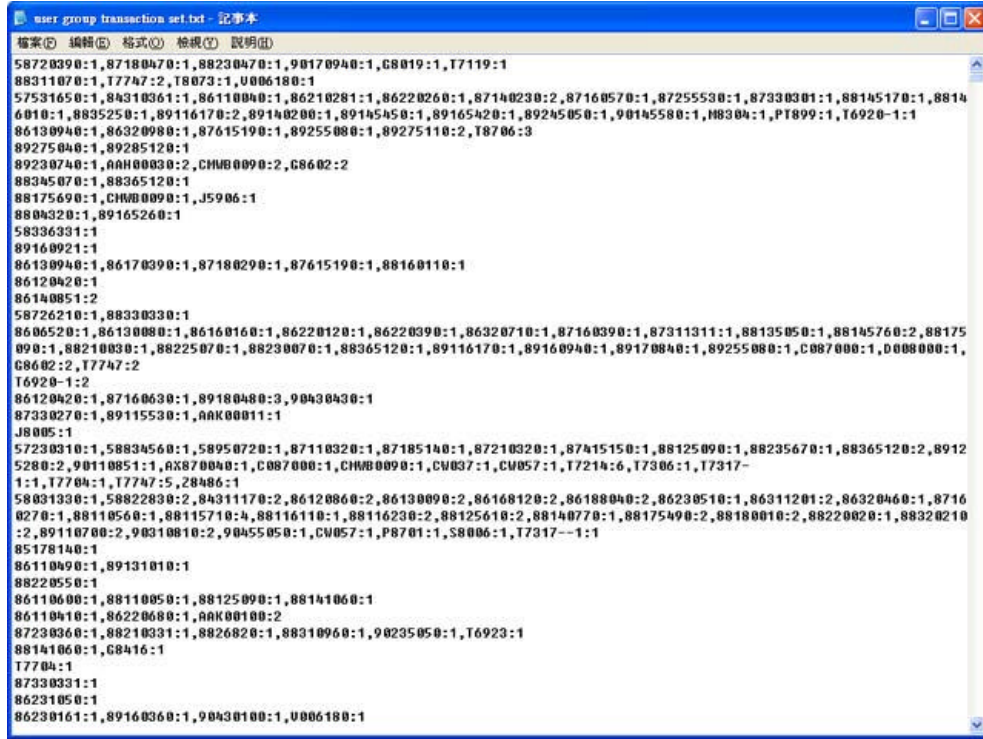 user group transaction set.txt - 記事本
檔案(F) 編輯(E) 格式(O) 檢視(V) 說明(H)
58720390:1,87180470:1,88230470:1,90170940:1,G8019:1,T7119:1
88311070:1,T7747:2,T8073:1,V006180:1
57531650:1,84310361:1,86110040:1,86210281:1,86220260:1,87140230:2,87160570:1,87255530:1,87330301:1,88145170:1,8814
6010:1,8835250:1,89116170:2,89140200:1,89145450:1,89165420:1,89245050:1,90145580:1,M8304:1,PT899:1,T6920-1:1
86130940:1,86320980:1,87615190:1,89255080:1,89275110:2,T8706:3
89275040:1,89285120:1
89230740:1,AAH00030:2,CMWB0090:2,G8602:2
88345070:1,88365120:1
88175690:1,CMWB0090:1,J5906:1
8804320:1,89165260:1
58336331:1
89160921:1
86130940:1,86170390:1,87180290:1,87615190:1,88160110:1
86120420:1
86140851:2
58726210:1,88330330:1
8606520:1,86130080:1,86160160:1,86220120:1,86220390:1,86320710:1,87160390:1,87311311:1,88135050:1,88145760:2,88175
090:1,88210030:1,88225070:1,88230070:1,88365120:1,89116170:1,89160940:1,89170840:1,89255080:1,C087000:1,D008000:1,
G8602:2,T7747:2
T6920-1:2
86120420:1,87160630:1,89180480:3,90430430:1
87330270:1,89115530:1,AAK00011:1
J8005:1
57230310:1,58834560:1,58950720:1,87110320:1,87185140:1,87210320:1,87415150:1,88125090:1,88235670:1,88365120:2,8912
5280:2,90110851:1,AX870040:1,C087000:1,CMWB0090:1,CW037:1,CW057:1,T7214:6,T7306:1,T7317-
1:1,T7704:1,T7747:5,Z8486:1
58031330:1,58822830:2,84311170:2,86120860:2,86130090:2,86168120:2,86188040:2,86230510:1,86311201:2,86320460:1,8716
0270:1,88110560:1,88115710:4,88116110:1,88116230:2,88125610:2,88140770:1,88175490:2,88180010:2,88220020:1,88320210
:2,89110700:2,90310810:2,90455050:1,CW057:1,P8701:1,S8006:1,T7317--1:1
85178140:1
86110490:1,89131010:1
88220550:1
86110600:1,88110050:1,88125090:1,88141060:1
86110410:1,86220680:1,AAK00100:2
87230360:1,88210331:1,8826820:1,88310960:1,90235050:1,T6923:1
88141060:1,G8416:1
T7704:1
87330331:1
86231050:1
86230161:1,89160360:1,90430100:1,V006180:1